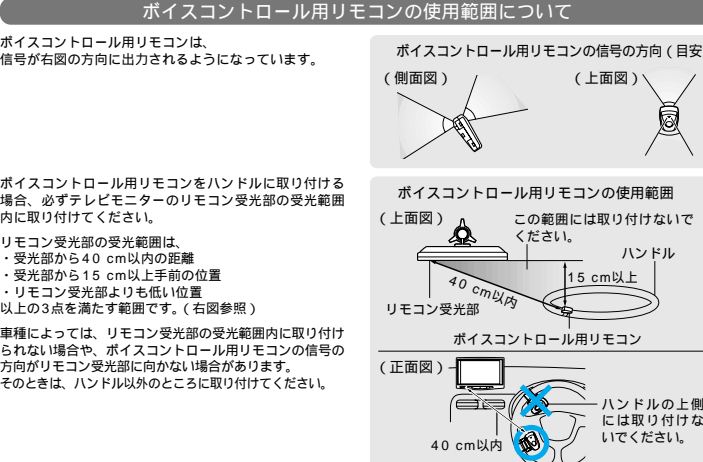 ボイスコントロール用リモコンの使用範囲について
ボイスコントロール用リモコンは、
信号が右図の方向に出力されるようになっています。
ボイスコントロール用リモコンの信号の方向(目安
(側面図)
(上面図)
ボイスコントロール用リモコンをハンドルに取り付ける
場合、必ずテレビモニターのリモコン受光部の受光範囲
内に取り付けてください。
リモコン受光部の受光範囲は、
・受光部から40 cm以内の距離
・受光部から15 cm以上手前の位置
・リモコン受光部よりも低い位置
以上の3点を満たす範囲です。(右図参照)
車種によっては、リモコン受光部の受光範囲内に取り付け
られない場合や、ボイスコントロール用リモコンの信号の
方向がリモコン受光部に向かない場合があります。
そのときは、ハンドル以外のところに取り付けてください。
ボイスコントロール用リモコンの使用範囲
(上面図)
この範囲には取り付けないで
ください。
ハンドル
15 cm以上
40 cm以内
リモコン受光部
ボイスコントロール用リモコン
(正面図)
ハンドルの上側
には取り付けな
いでください。
40 cm以内